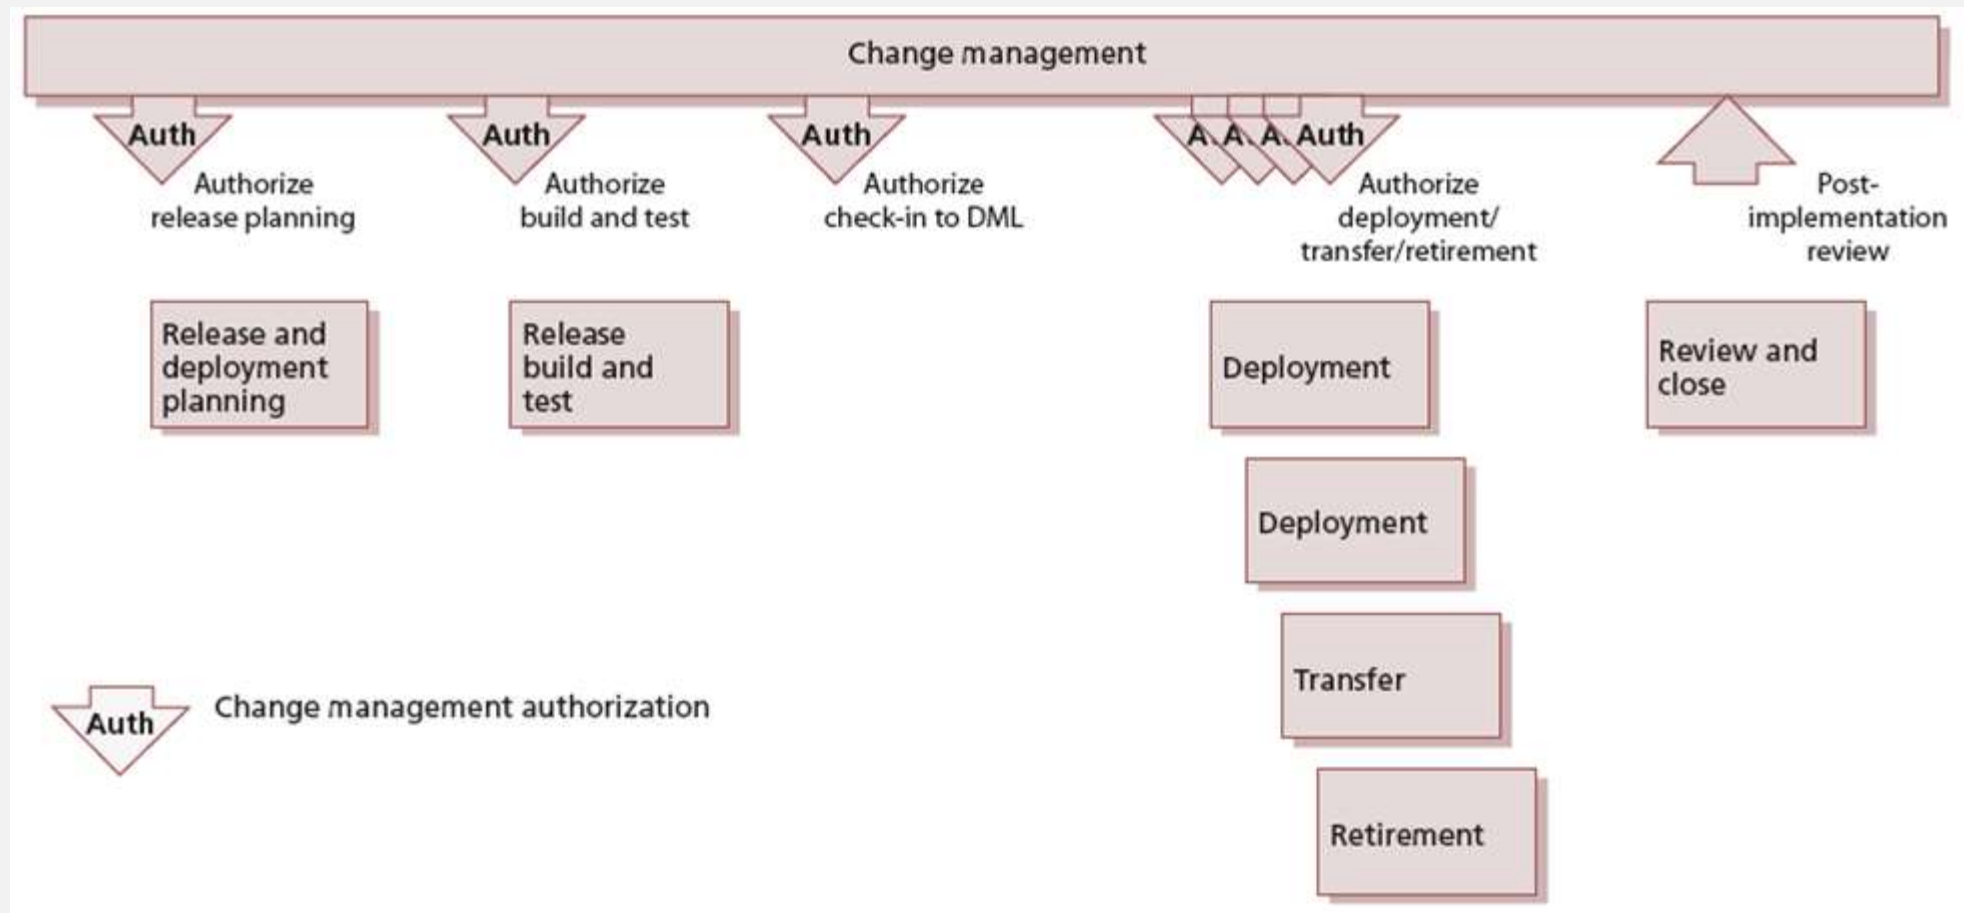 Change management
Auth
Auth
Auth
A.
A.
A.
Auth
Authorize
release planning
Authorize
build and test
Authorize
check-in to DML
Authorize
deployment/
transfer/retirement
Post-
implementation
review
Release and
deployment
planning
Release
build and
test
Deployment
Review and
close
Deployment
Transfer
Auth
Change management authorization
Retirement